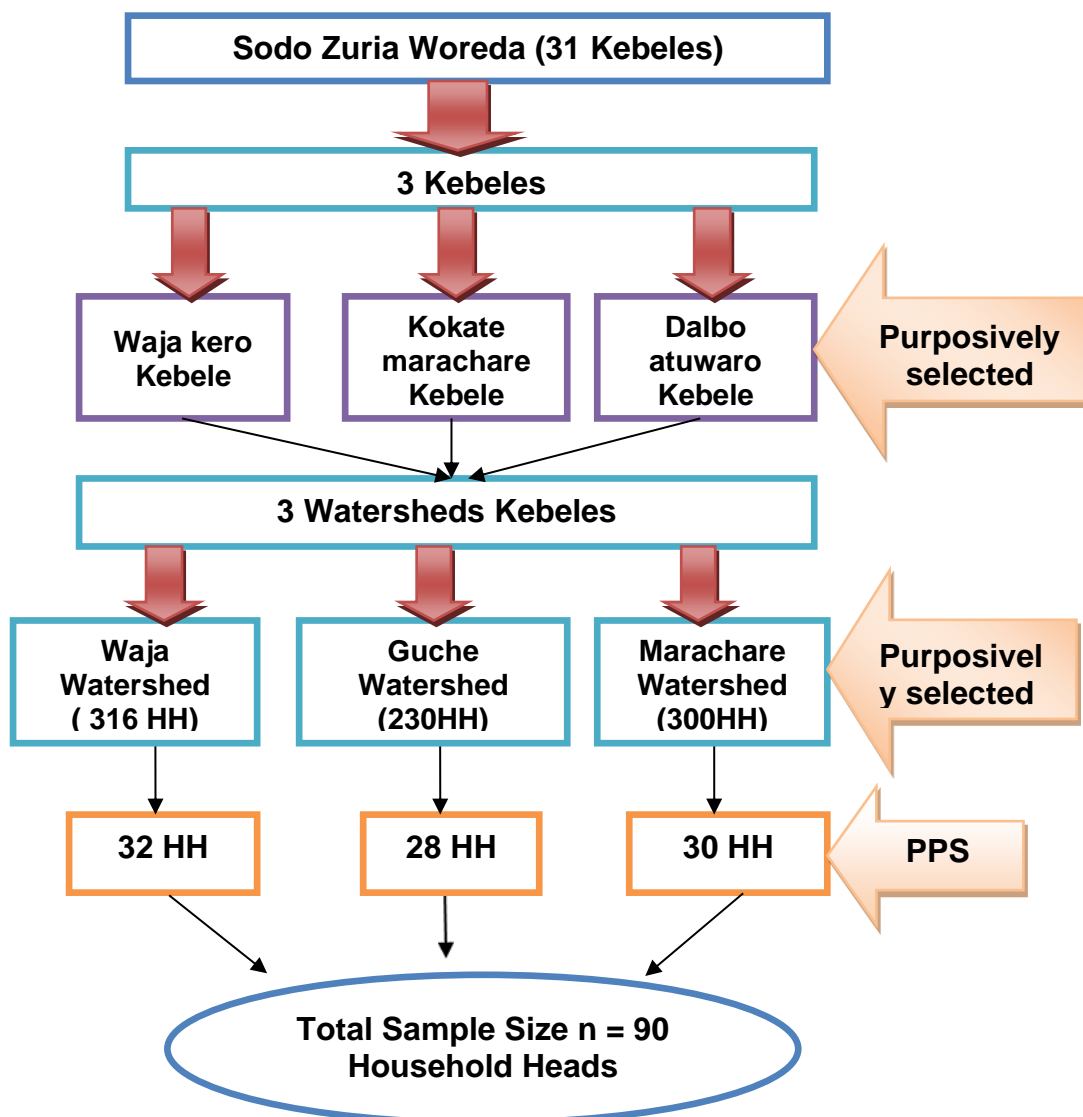 Sodo Zuria Woreda (31 Kebeles)
3 Kebeles
Waja kero
Kebele
Kokate
marachare
Kebele
Dalbo
atuwaro
Kebele
Purposively
selected
3 Watersheds Kebeles
Waja
Watershed
( 316 HH)
Guche
Watershed
(230HH)
Marachare
Watershed
(300HH)
Purposivel
y selected
32 HH
28 HH
30 HH
PPS
Total Sample Size n = 90
Household Heads